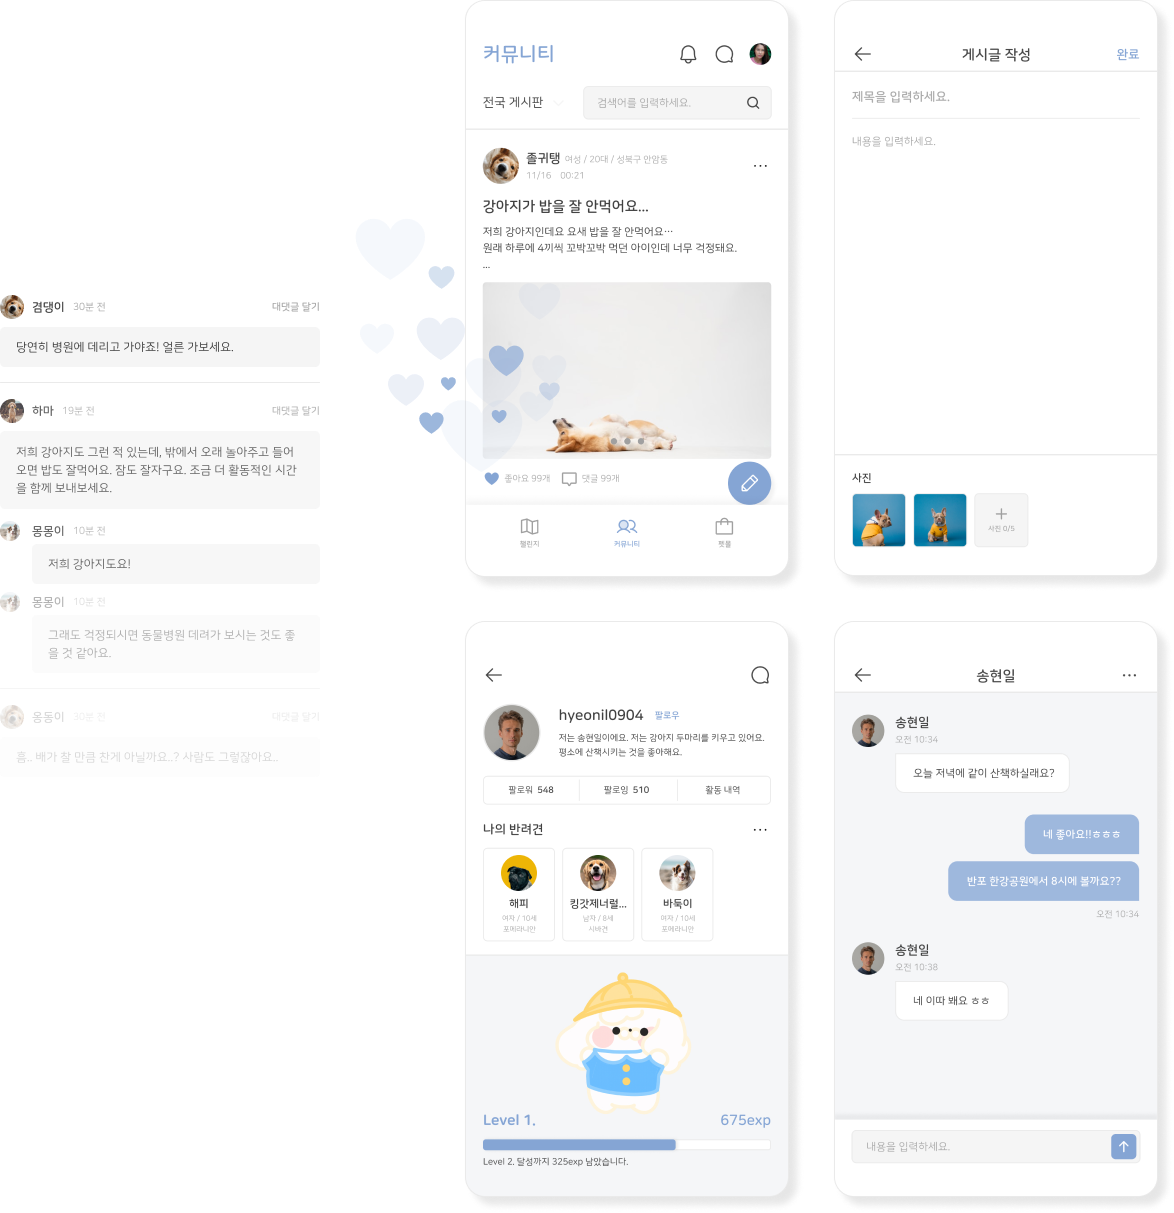 겸댕이 30분 전 대댓글 달기
당연히 병원에 데리고 가야죠! 얼른 가보세요.
하마 19분 전 대댓글 달기
저희 강아지도 그런 적 있는데, 밖에서 오래 놀아주고 들어
오면 밥도 잘먹어요. 잠도 잘자구요. 조금 더 활동적인 시간
을 함께 보내보세요.
몽몽이 10분 전
저희 강아지도요!
몽몽이 10분 전
그래도 걱정되시면 동물병원 데려가 보시는 것도 좋
을 것 같아요.
몽동이 30분 전 대댓글 달기
흠.. 배가 찰 만큼 찬게 아닐까요..? 사람도 그렇잖아요..
커뮤니티
전국 게시판
검색어를 입력하세요.
졸귀탱 여성 / 20대 / 성북구 안암동
11/16 00:21
...
강아지가 밥을 잘 안먹어요...
저희 강아지인데요 요새 밥을 잘 안먹어요…
원래 하루에 4끼씩 꼬박꼬박 먹던 아이인데 너무 걱정돼요.
...
좋아요 99개 댓글 99개
챌린지 커뮤니티 펫몰
게시글 작성 완료
제목을 입력하세요.
내용을 입력하세요.
사진
사진 0/5
hyeonil0904 팔로우
저는 송현일이에요. 저는 강아지 두마리를 키우고 있어요.
평소에 산책시키는 것을 좋아해요.
팔로워 548 팔로잉 510 활동 내역
나의 반려견 ...
해피 킹갓제너럴... 바둑이
여자 / 10세 남자 / 8세 여자 / 10세
포메라니안 시바견 포메라니안
Level 1. 675exp
Level 2. 달성까지 325exp 남았습니다.
송현일 ...
송현일
오전 10:34
오늘 저녁에 같이 산책하실래요?
네 좋아요!!ㅎㅎㅎ
반포 한강공원에서 8시에 볼까요??
오전 10:34
송현일
오전 10:38
네 이따 봬요 ㅎㅎ
내용을 입력하세요.